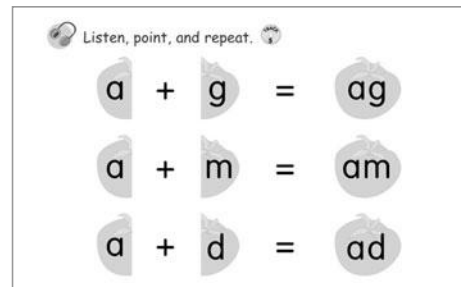 Listen, point, and repeat.
a + g = ag
a + m = am
a + d = ad